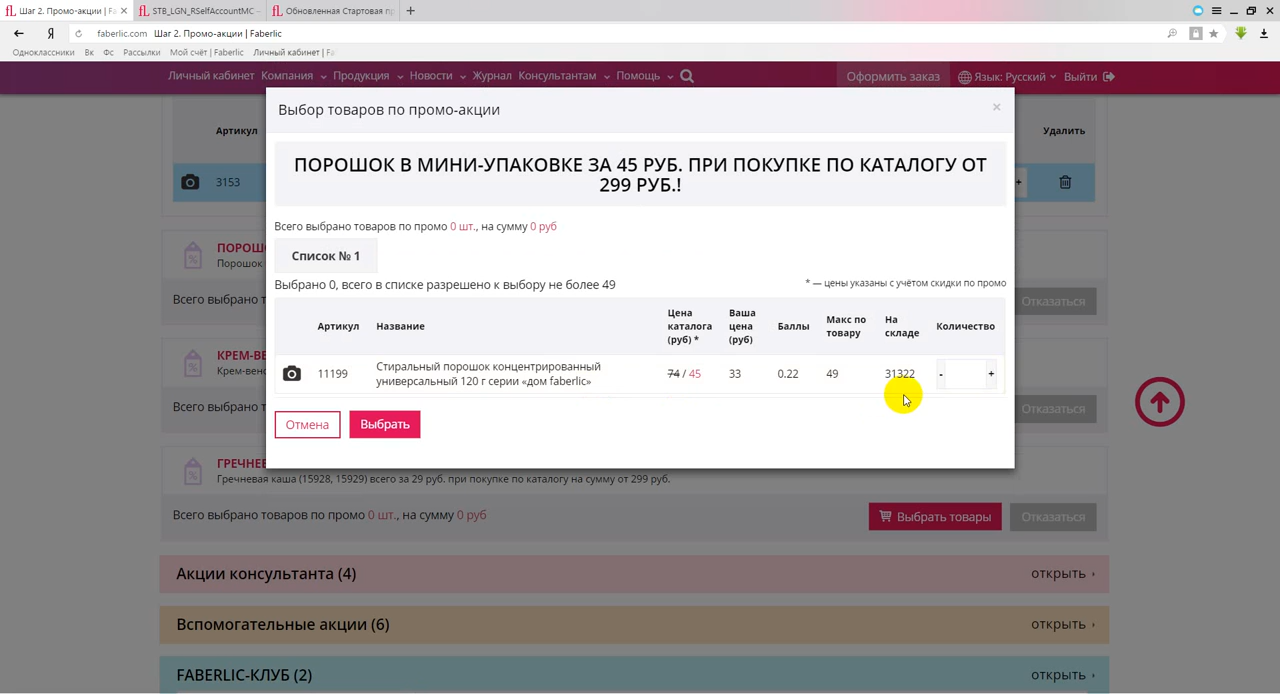 Шаг 2. Промо-акции | Fa
STB_LGN_RSelfAccountMC –
Обновленная Стартовая пр
faberlic.com Шаг 2. Промо-акции | Faberlic
Одноклассники Вк Фс Рассылки Мой счёт | Faberlic Личный кабинет | Fa
Личный кабинет Компания Продукция Новости Журнал Консультантам Помощь Оформить заказ Язык: Русский Выйти
Выбор товаров по промо-акции ×
Артикул Удалить
ПОРОШОК В МИНИ-УПАКОВКЕ ЗА 45 РУБ. ПРИ ПОКУПКЕ ПО КАТАЛОГУ ОТ
299 РУБ.!
3153 +
Всего выбрано товаров по промо 0 шт., на сумму 0 руб
ПОРОШО
Список № 1
Порошок
Выбрано 0, всего в списке разрешено к выбору не более 49
* — цены указаны с учётом скидки по промо
Всего выбрано т Отказаться
Артикул Название Цена каталога (руб) * Ваша цена (руб) Баллы Макс по товару На складе Количество
КРЕМ-ВЕ
Крем-вено
11199 Стиральный порошок концентрированный
универсальный 120 г серии «дом faberlic» 74 / 45 33 0.22 49 31322 - +
Всего выбрано т Отказаться
Отмена Выбрать
ГРЕЧНЕВ
Гречневая каша (15928, 15929) всего за 29 руб. при покупке по каталогу на сумму от 299 руб.
Всего выбрано товаров по промо 0 шт., на сумму 0 руб Выбрать товары Отказаться
Акции консультанта (4) открыть ›
Вспомогательные акции (6) открыть ›
FABERLIC-КЛУБ (2) открыть ›